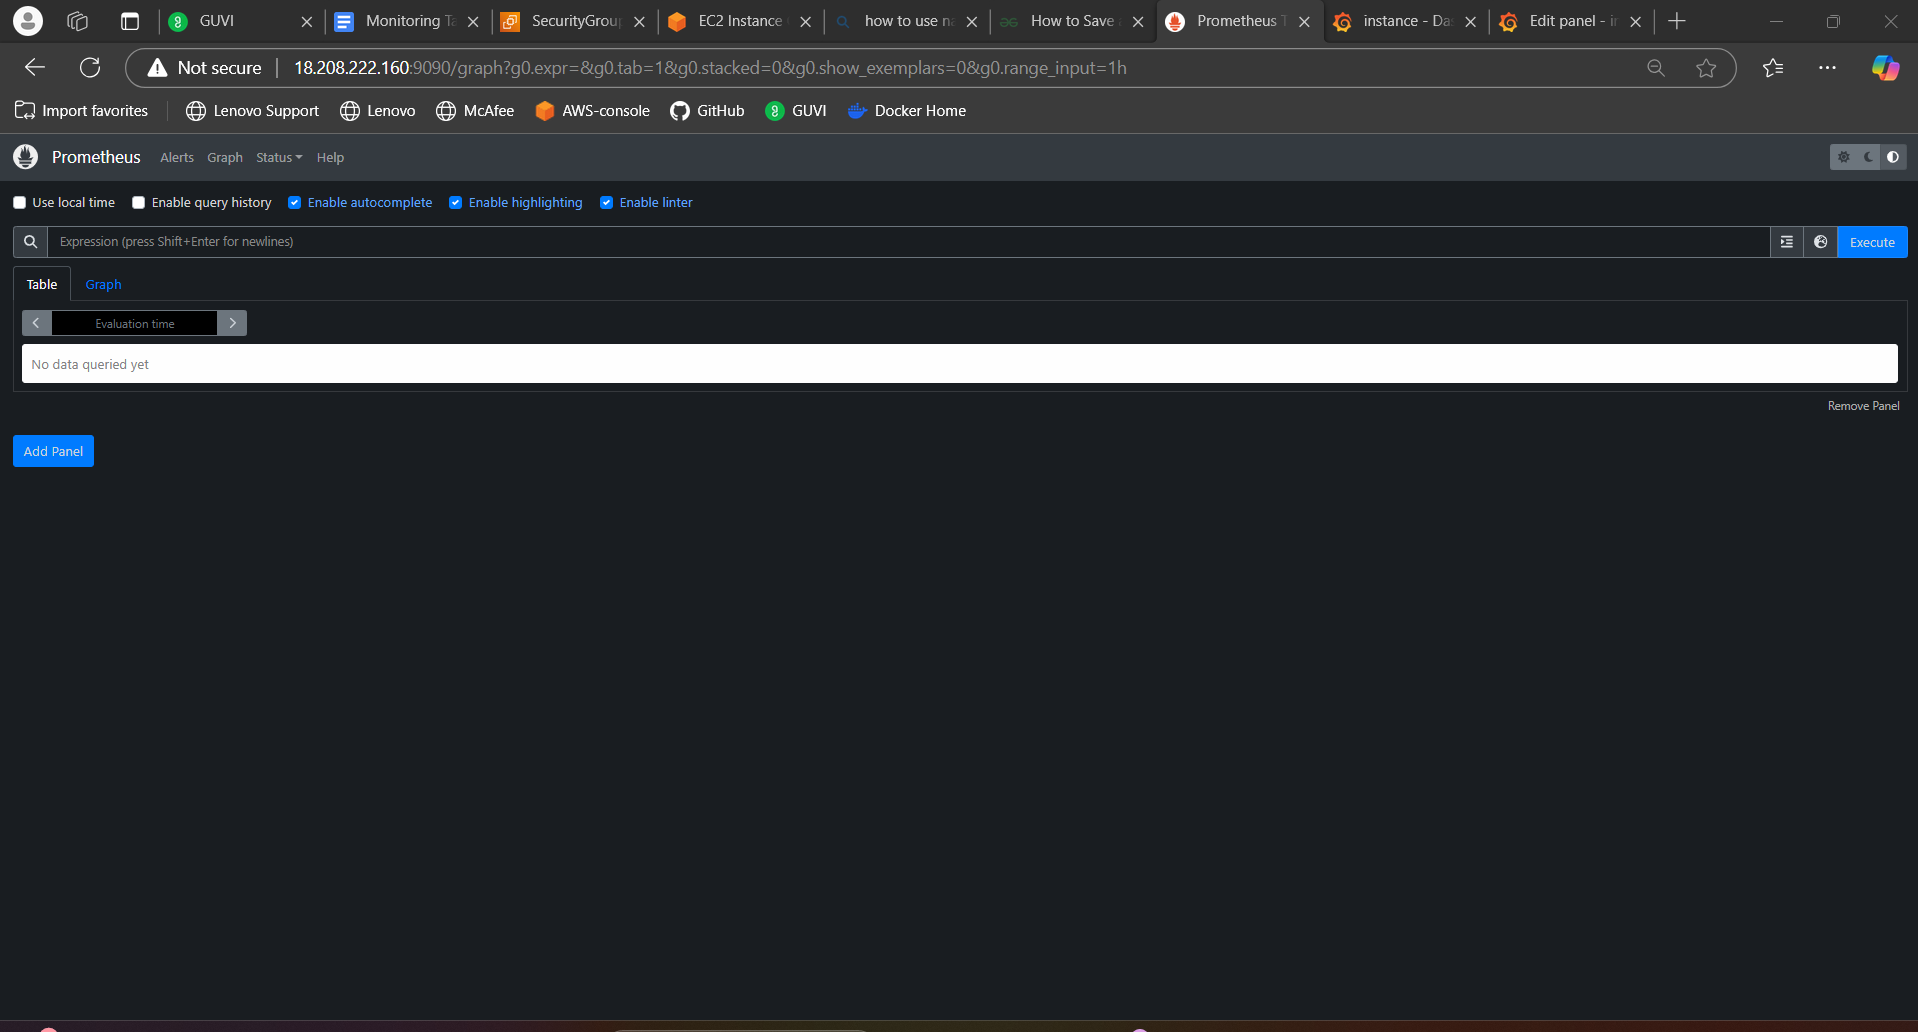 GUVI
Monitoring Ta
SecurityGroup
EC2 Instance
how to use na
How to Save
Prometheus T
instance - Da
Edit panel - in
Not secure
18.208.222.160:9090/graph?g0.expr=&g0.tab=1&g0.stacked=0&g0.show_exemplars=0&g0.range_input=1h
Import favorites
Lenovo Support
Lenovo
McAfee
AWS-console
GitHub
GUVI
Docker Home
Prometheus
Alerts
Graph
Status
Help
Use local time
Enable query history
Enable autocomplete
Enable highlighting
Enable linter
Expression (press Shift+Enter for newlines)
Execute
Table
Graph
Evaluation time
No data queried yet
Remove Panel
Add Panel